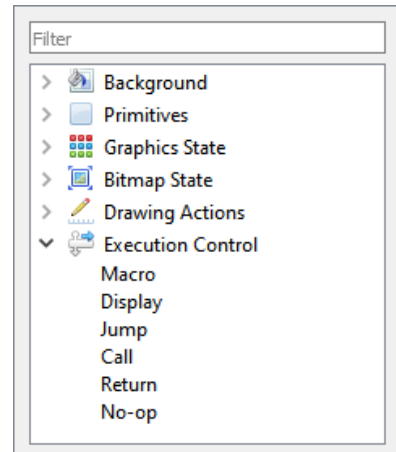 Filter
Background
Primitives
Graphics State
Bitmap State
Drawing Actions
Execution Control
Macro
Display
Jump
Call
Return
No-op